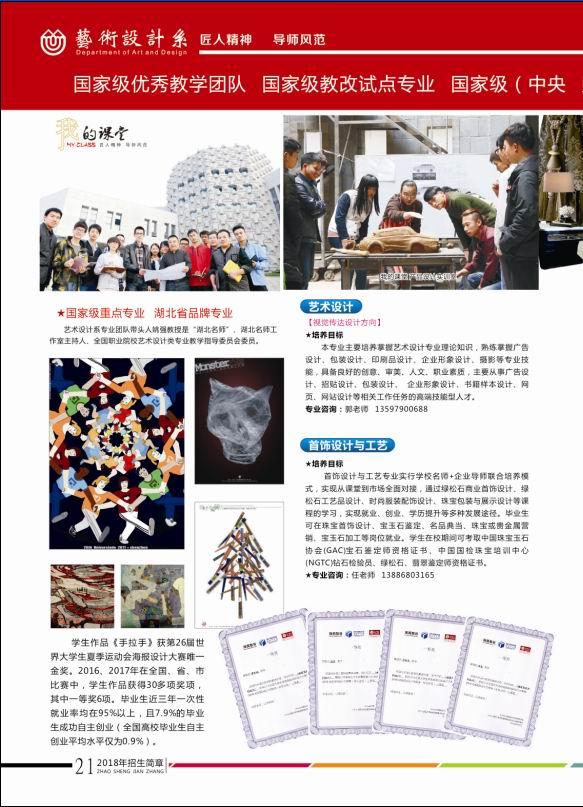 藝術設計系 匠人精神 导师风范
Department of Art and Design
国家级优秀教学团队 国家级教改试点专业 国家级（中央
我的课堂
MY CLASS 匠人精神 导师风范
我的课堂 产品设计实训
★国家级重点专业 湖北省品牌专业
艺术设计系专业团队带头人姚强教授是“湖北名师”、湖北名师工
作室主持人、全国职业院校艺术设计类专业教学指导委员会委员。
Monster
26th Universiade 2011 · shenzhen
学生作品《手拉手》获第26届世
界大学生夏季运动会海报设计大赛唯一
金奖。2016、2017年在全国、省、市
比赛中，学生作品获得30多项奖项，
其中一等奖6项。毕业生近三年一次性
就业率均在95%以上，且7.9%的毕业
生成功自主创业（全国高校毕业生自主
创业平均水平仅为0.9%）。
艺术设计
【视觉传达设计方向】
★培养目标
本专业主要培养掌握艺术设计专业理论知识，熟练掌握广告
设计、包装设计、印刷品设计、企业形象设计、摄影等专业技
能，具备良好的创意、审美、人文、职业素质，主要从事广告设
计、招贴设计、包装设计、 企业形象设计、书籍样本设计、网
页、网站设计等相关工作任务的高端技能型人才。
专业咨询：郭老师 13597900688
首饰设计与工艺
★培养目标
首饰设计与工艺专业实行学校名师+企业导师联合培养模
式，实现从课堂到市场全面对接，通过绿松石商业首饰设计、绿
松石工艺品设计、时尚服装配饰设计、珠宝包装与展示设计等课
程的学习，实现就业、创业、学历提升等多种发展途径。毕业生
可在珠宝首饰设计、宝玉石鉴定、名品典当、珠宝或贵金属营
销、宝玉石加工等岗位就业。学生在校期间可考取中国珠宝玉石
协会(GAC)宝石鉴定师资格证书、中国国检珠宝培训中心
(NGTC)钻石检验员、绿松石、翡翠鉴定师资格证书。
★专业咨询：任老师 13886803165
21 2018年招生简章
ZHAO SHENG JIAN ZHANG